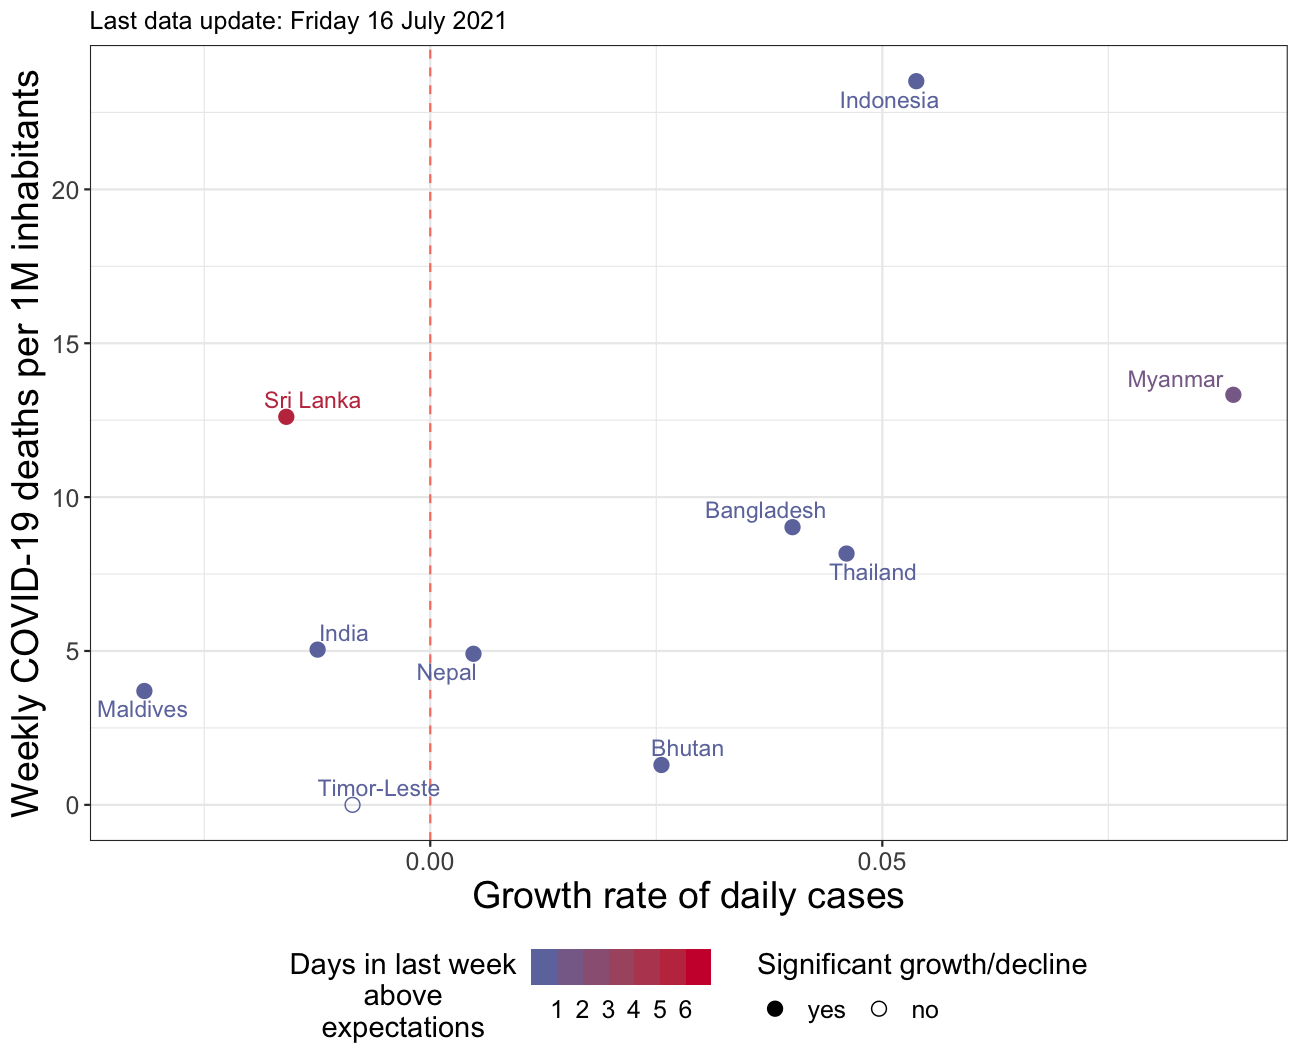 Last data update: Friday 16 July 2021
Weekly COVID-19 deaths per 1M inhabitants
20
15
10
5
0
Indonesia
Myanmar
Sri Lanka
Bangladesh
Thailand
India
Nepal
Maldives
Bhutan
Timor-Leste
0.00
0.05
Growth rate of daily cases
Days in last week
above
expectations
1 2 3 4 5 6
Significant growth/decline
yes no